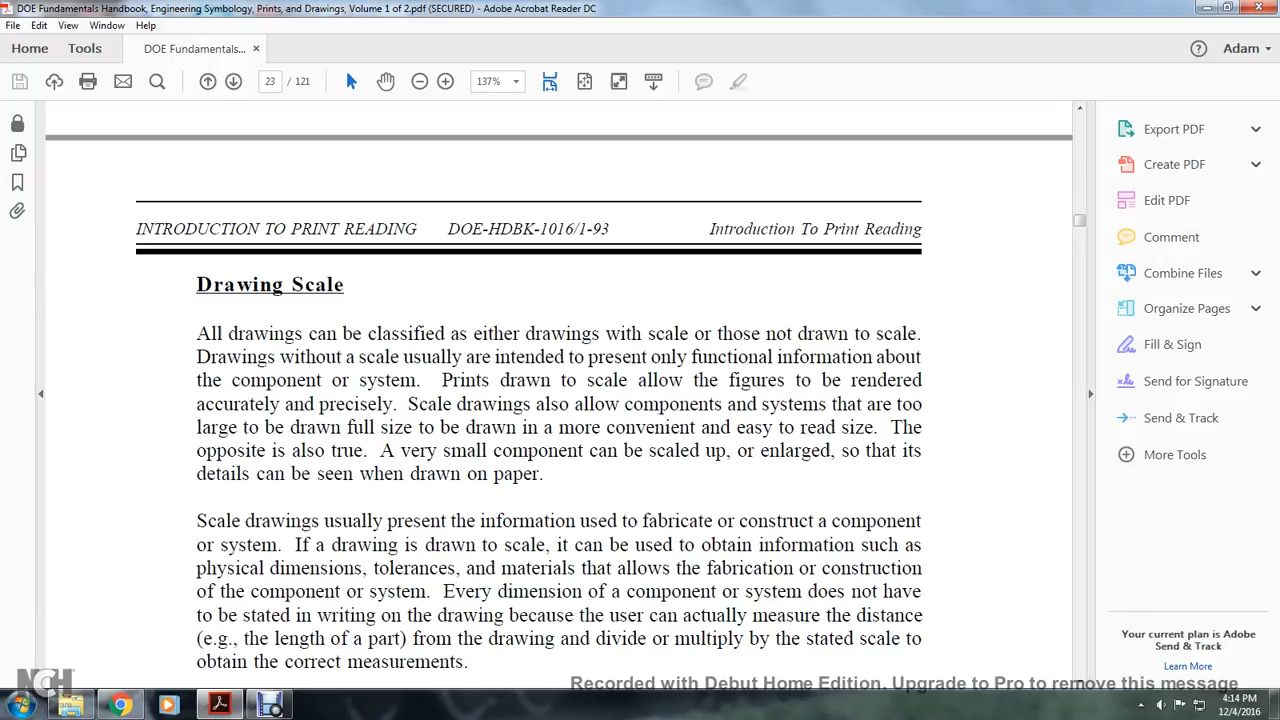 DOE Fundamentals Handbook, Engineering Symbology, Prints, and Drawings, Volume 1 of 2.pdf (SECURED) - Adobe Acrobat Reader DC
File Edit View Window Help
Home Tools DOE Fundamentals... × Adam
23 / 121 137%
INTRODUCTION TO PRINT READING DOE-HDBK-1016/1-93 Introduction To Print Reading
Drawing Scale
All drawings can be classified as either drawings with scale or those not drawn to scale.
Drawings without a scale usually are intended to present only functional information about
the component or system. Prints drawn to scale allow the figures to be rendered
accurately and precisely. Scale drawings also allow components and systems that are too
large to be drawn full size to be drawn in a more convenient and easy to read size. The
opposite is also true. A very small component can be scaled up, or enlarged, so that its
details can be seen when drawn on paper.
Scale drawings usually present the information used to fabricate or construct a component
or system. If a drawing is drawn to scale, it can be used to obtain information such as
physical dimensions, tolerances, and materials that allows the fabrication or construction
of the component or system. Every dimension of a component or system does not have
to be stated in writing on the drawing because the user can actually measure the distance
(e.g., the length of a part) from the drawing and divide or multiply by the stated scale to
obtain the correct measurements.
Export PDF
Create PDF
Edit PDF
Comment
Combine Files
Organize Pages
Fill & Sign
Send for Signature
Send & Track
More Tools
Your current plan is Adobe
Send & Track
Learn More
NCH
Recorded with Debut Home Edition. Upgrade to Pro to remove this message
4:14 PM
12/4/2016